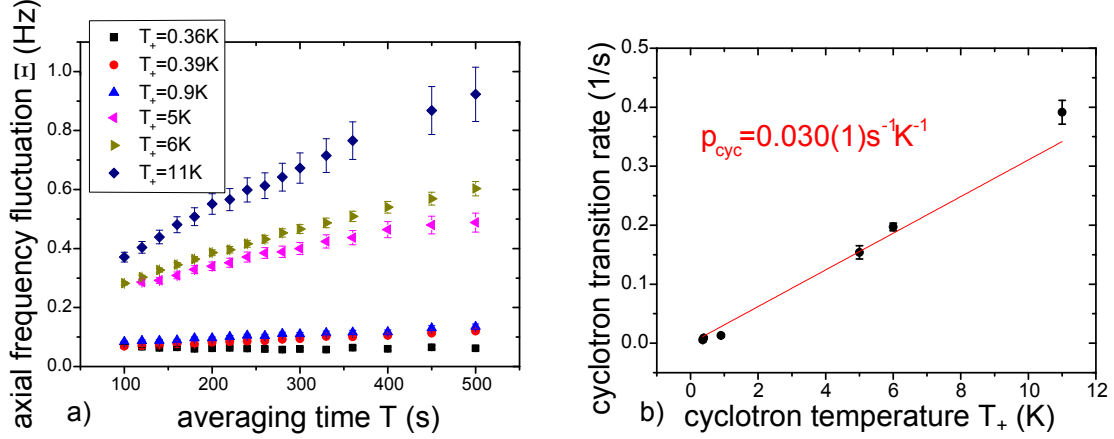 axial frequency fluctuation Ξ (Hz)
1.0
0.8
0.6
0.4
0.2
0.0
T₊=0.36K
T₊=0.39K
T₊=0.9K
T₊=5K
T₊=6K
T₊=11K
100 200 300 400 500
a) averaging time T (s)
cyclotron transition rate (1/s)
0.5
0.4
0.3
0.2
0.1
0.0
p_cyc=0.030(1)s⁻¹K⁻¹
0 2 4 6 8 10 12
b) cyclotron temperature T₊ (K)